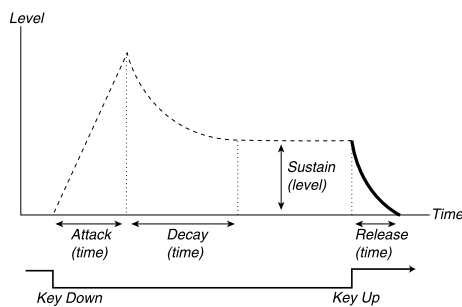 Level
Sustain
(level)
Time
Attack
(time)
Decay
(time)
Release
(time)
Key Down
Key Up